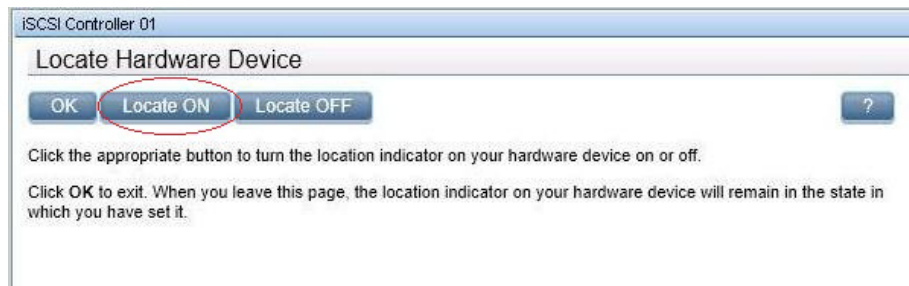 iSCSI Controller 01
Locate Hardware Device
OK Locate ON Locate OFF ?
Click the appropriate button to turn the location indicator on your hardware device on or off.
Click OK to exit. When you leave this page, the location indicator on your hardware device will remain in the state in
which you have set it.